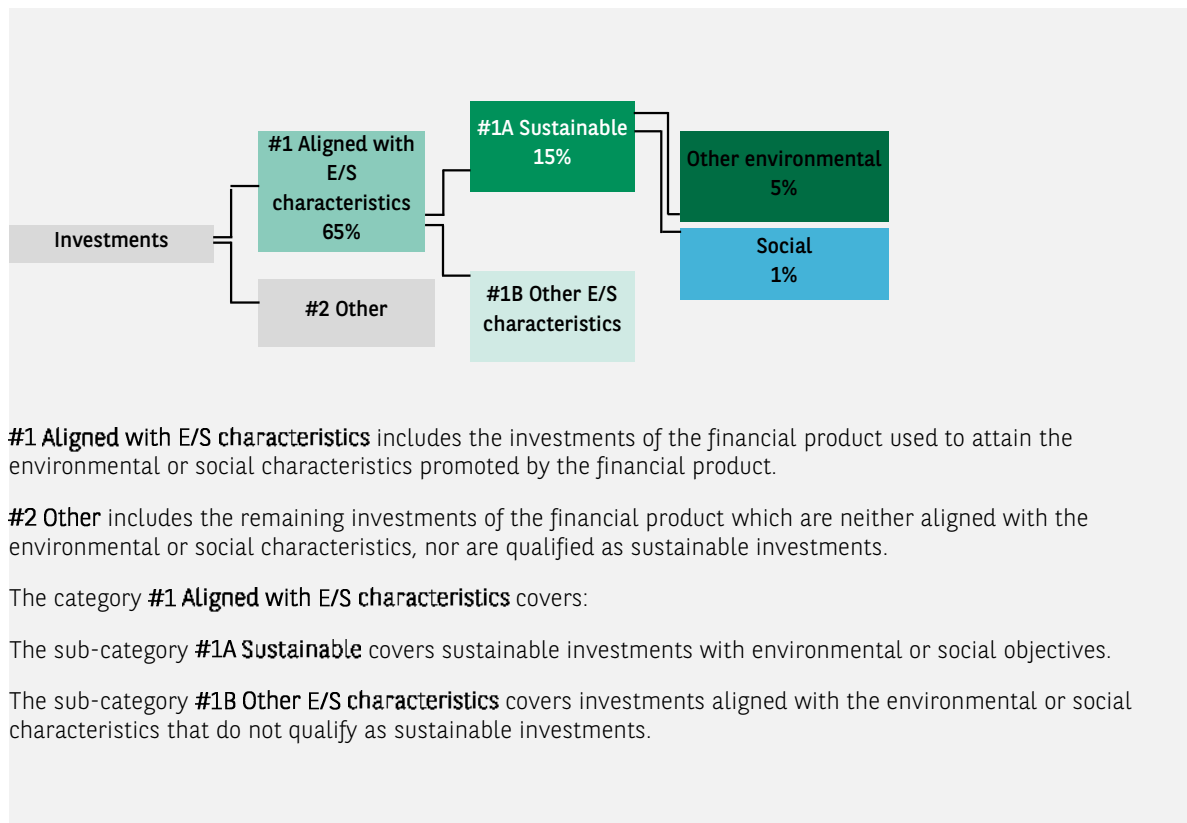 #1A Sustainable
15%
#1 Aligned with
E/S
characteristics
65%
Other environmental
5%
Investments
Social
1%
#2 Other
#1B Other E/S
characteristics
#1 Aligned with E/S characteristics includes the investments of the financial product used to attain the
environmental or social characteristics promoted by the financial product.
#2 Other includes the remaining investments of the financial product which are neither aligned with the
environmental or social characteristics, nor are qualified as sustainable investments.
The category #1 Aligned with E/S characteristics covers:
The sub-category #1A Sustainable covers sustainable investments with environmental or social objectives.
The sub-category #1B Other E/S characteristics covers investments aligned with the environmental or social
characteristics that do not qualify as sustainable investments.